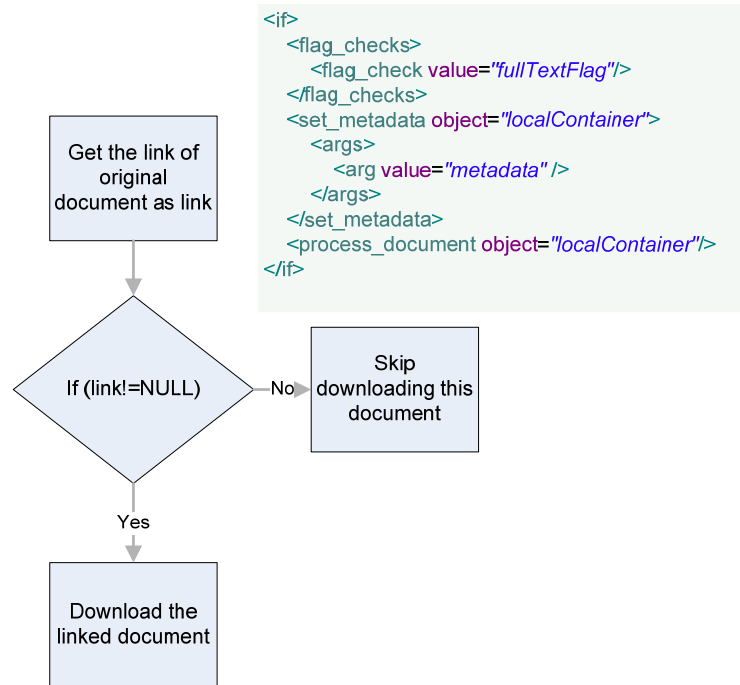 <if>
<flag_checks>
<flag_check value="fullTextFlag"/>
</flag_checks>
<set_metadata object="localContainer">
<args>
<arg value="metadata" />
</args>
</set_metadata>
<process_document object="localContainer"/>
</if>
Get the link of
original
document as link
If (link!=NULL)
No
Skip
downloading this
document
Yes
Download the
linked document